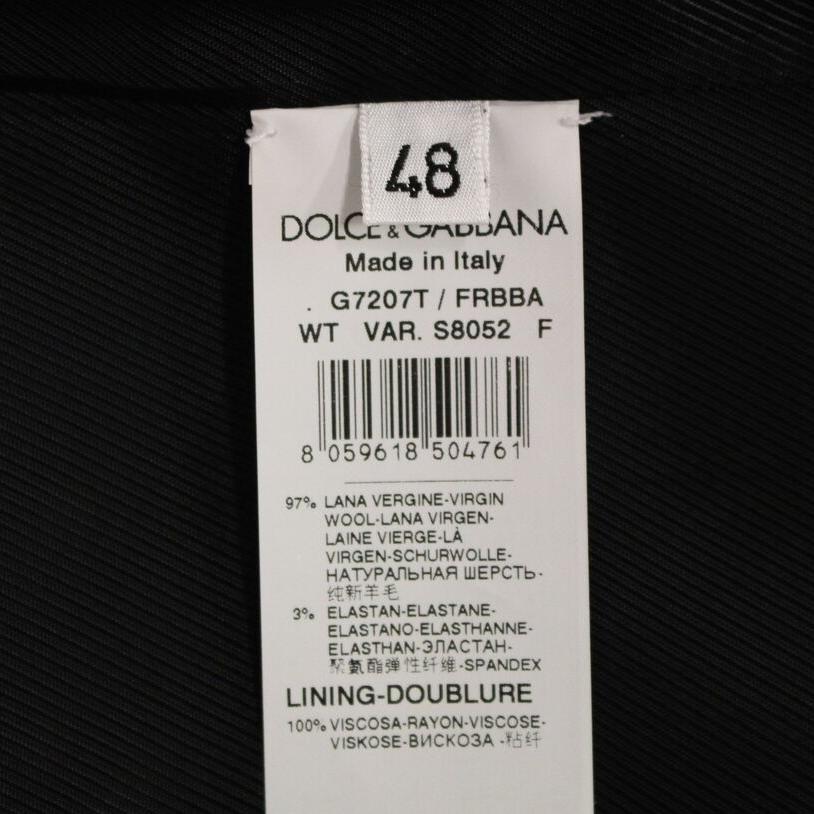 48
DOLCE & GABBANA
Made in Italy
. G7207T / FRBBA
WT VAR. S8052 F
8 059618 504761
97% LANA VERGINE-VIRGIN
WOOL-LANA VIRGEN-
LAINE VIERGE-LÀ
VIRGEN-SCHURWOLLE-
НАТУРАЛЬНАЯ ШЕРСТЬ-
纯新羊毛
3% ELASTAN-ELASTANE-
ELASTANO-ELASTHANNE-
ELASTHAN-ЭЛАСТАН-
聚氨酯弹性纤维-SPANDEX
LINING-DOUBLURE
100% VISCOSA-RAYON-VISCOSE-
VISKOSE-ВИСКОЗА -粘纤